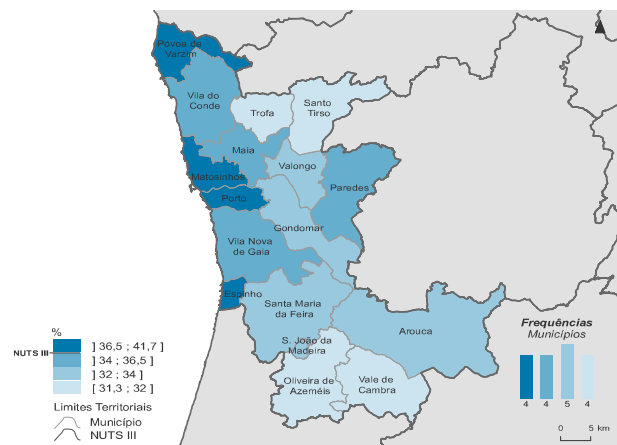 Póvoa de
Varzim
Vila do
Conde
Trofa
Santo
Tirso
Maia
Matosinhos
Valongo
Paredes
Porto
Gondomar
Vila Nova
de Gaia
Espinho
Santa Maria
da Feira
Arouca
S. João da
Madeira
Oliveira de
Azeméis
Vale de
Cambra
%
NUTS III
] 36,5 ; 41,7 ]
] 34 ; 36,5 ]
] 32 ; 34 ]
[ 31,3 ; 32 ]
Limites Territoriais
Município
NUTS III
Frequências
Municípios
4 4 5 4
0 5 km